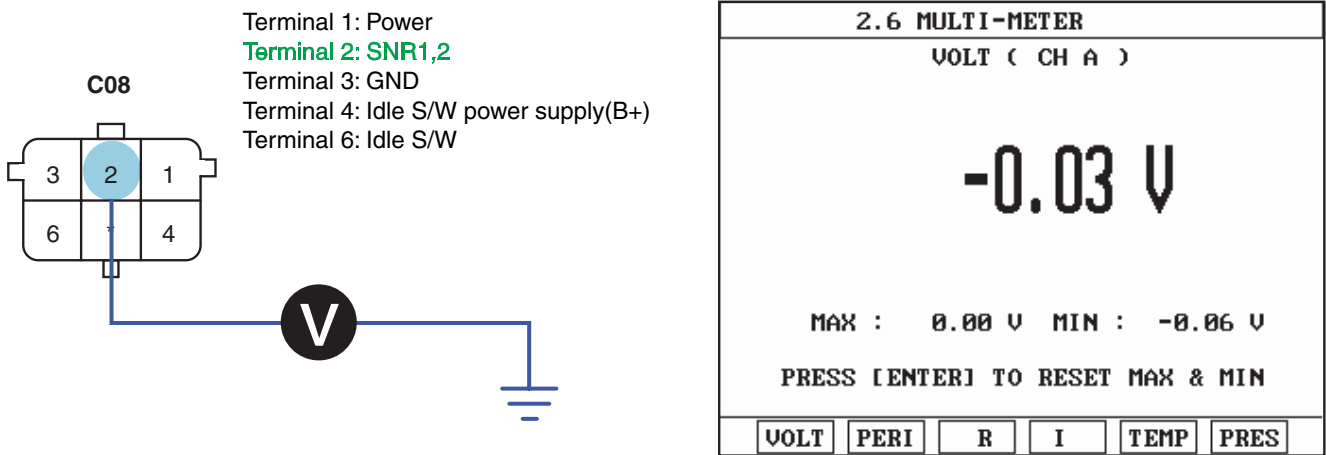 Terminal 1: Power
Terminal 2: SNR1,2
Terminal 3: GND
Terminal 4: Idle S/W power supply(B+)
Terminal 6: Idle S/W
C08
3 2 1
6 * 4
V
2.6 MULTI-METER
VOLT ( CH A )
-0.03 V
MAX : 0.00 V MIN : -0.06 V
PRESS [ENTER] TO RESET MAX & MIN
VOLT PERI R I TEMP PRES